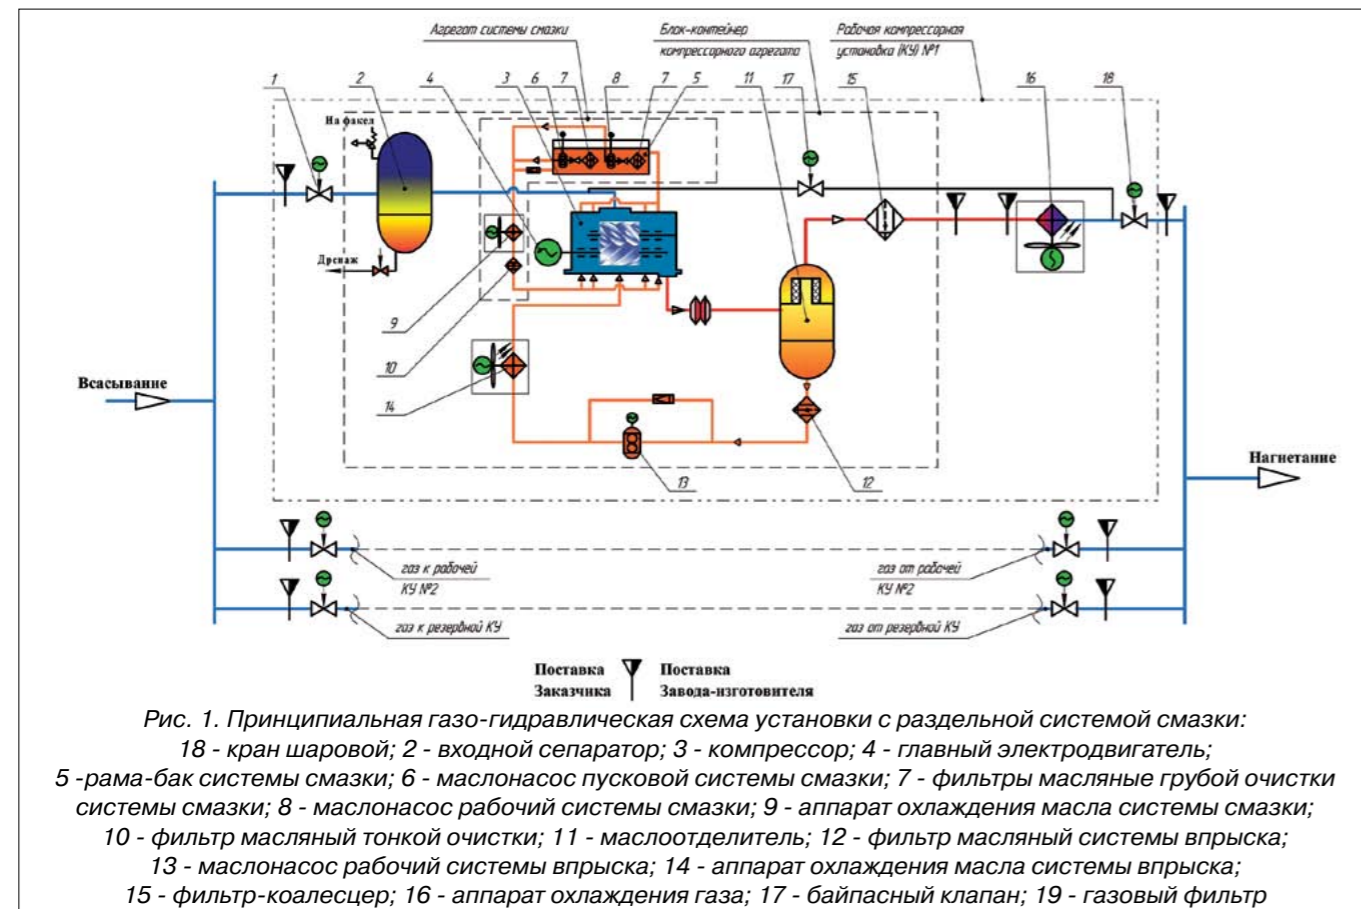 Агрегат системы смазки
Блок-контейнер
компрессорного агрегата
Рабочая компрессорная
установка (КУ) №1
1
2
4
3
6
7
8
7
5
17
11
15
16
18
На факел
Дренаж
9
10
14
13
12
Всасывание
Нагнетание
газ к рабочей
КУ №2
газ от рабочей
КУ №2
газ к резервной КУ
газ от резервной КУ
Поставка
Заказчика
Поставка
Завода-изготовителя
Рис. 1. Принципиальная газо-гидравлическая схема установки с раздельной системой смазки:
18 - кран шаровой; 2 - входной сепаратор; 3 - компрессор; 4 - главный электродвигатель;
5 -рама-бак системы смазки; 6 - маслонасос пусковой системы смазки; 7 - фильтры масляные грубой очистки
системы смазки; 8 - маслонасос рабочий системы смазки; 9 - аппарат охлаждения масла системы смазки;
10 - фильтр масляный тонкой очистки; 11 - маслоотделитель; 12 - фильтр масляный системы впрыска;
13 - маслонасос рабочий системы впрыска; 14 - аппарат охлаждения масла системы впрыска;
15 - фильтр-коалесцер; 16 - аппарат охлаждения газа; 17 - байпасный клапан; 19 - газовый фильтр